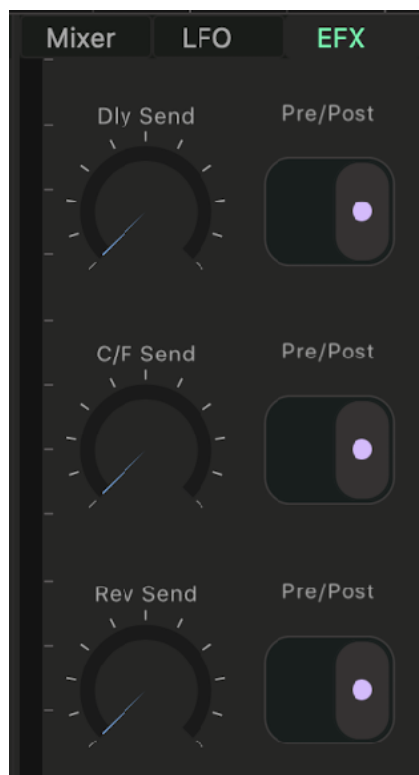 Mixer LFO EFX
Dly Send Pre/Post
C/F Send Pre/Post
Rev Send Pre/Post